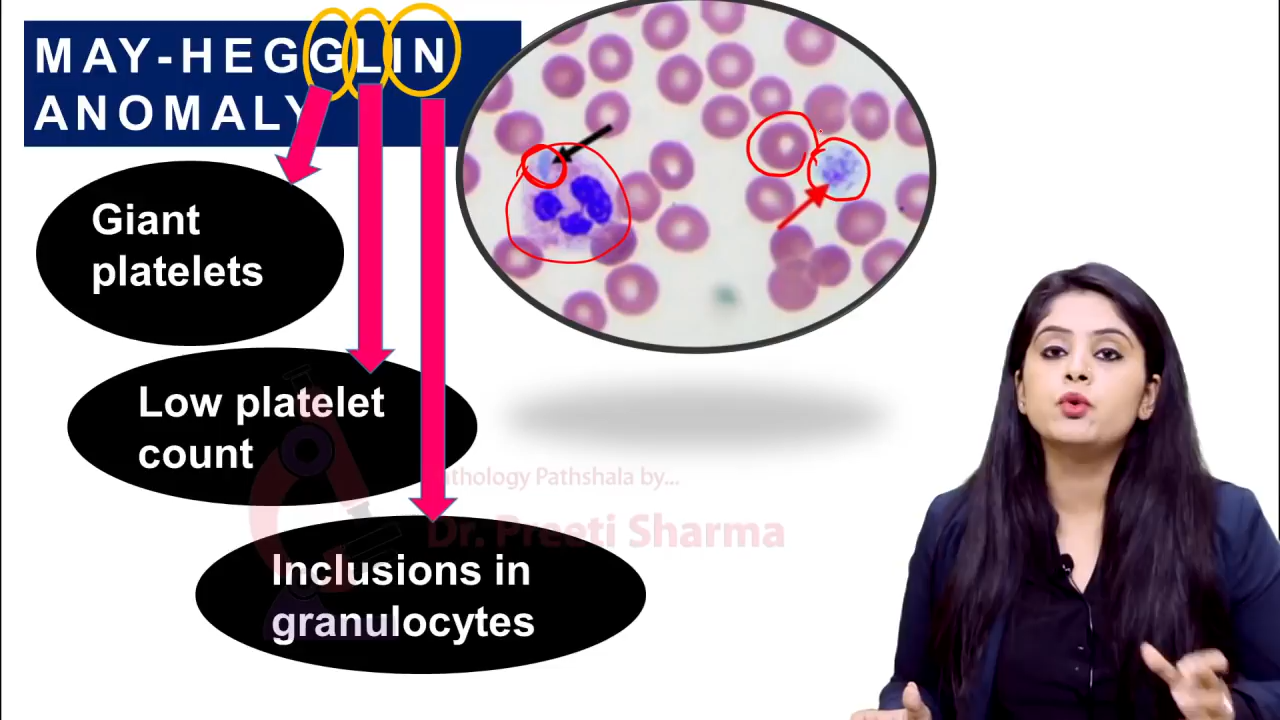 MAY-HEGGLIN
ANOMALY
Giant
platelets
Low platelet
count
thology Pathshala by...
Dr. Preeti Sharma
Inclusions in
granulocytes